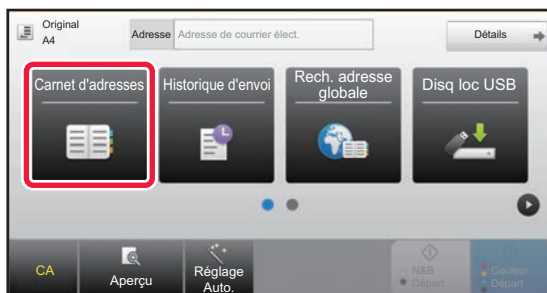 Original
A4
Adresse
Adresse de courrier élect.
Détails
Carnet d'adresses
Historique d'envoi
Rech. adresse
globale
Disq loc USB
CA
Aperçu
Réglage
Auto.
N&B
Départ
Couleur
Départ